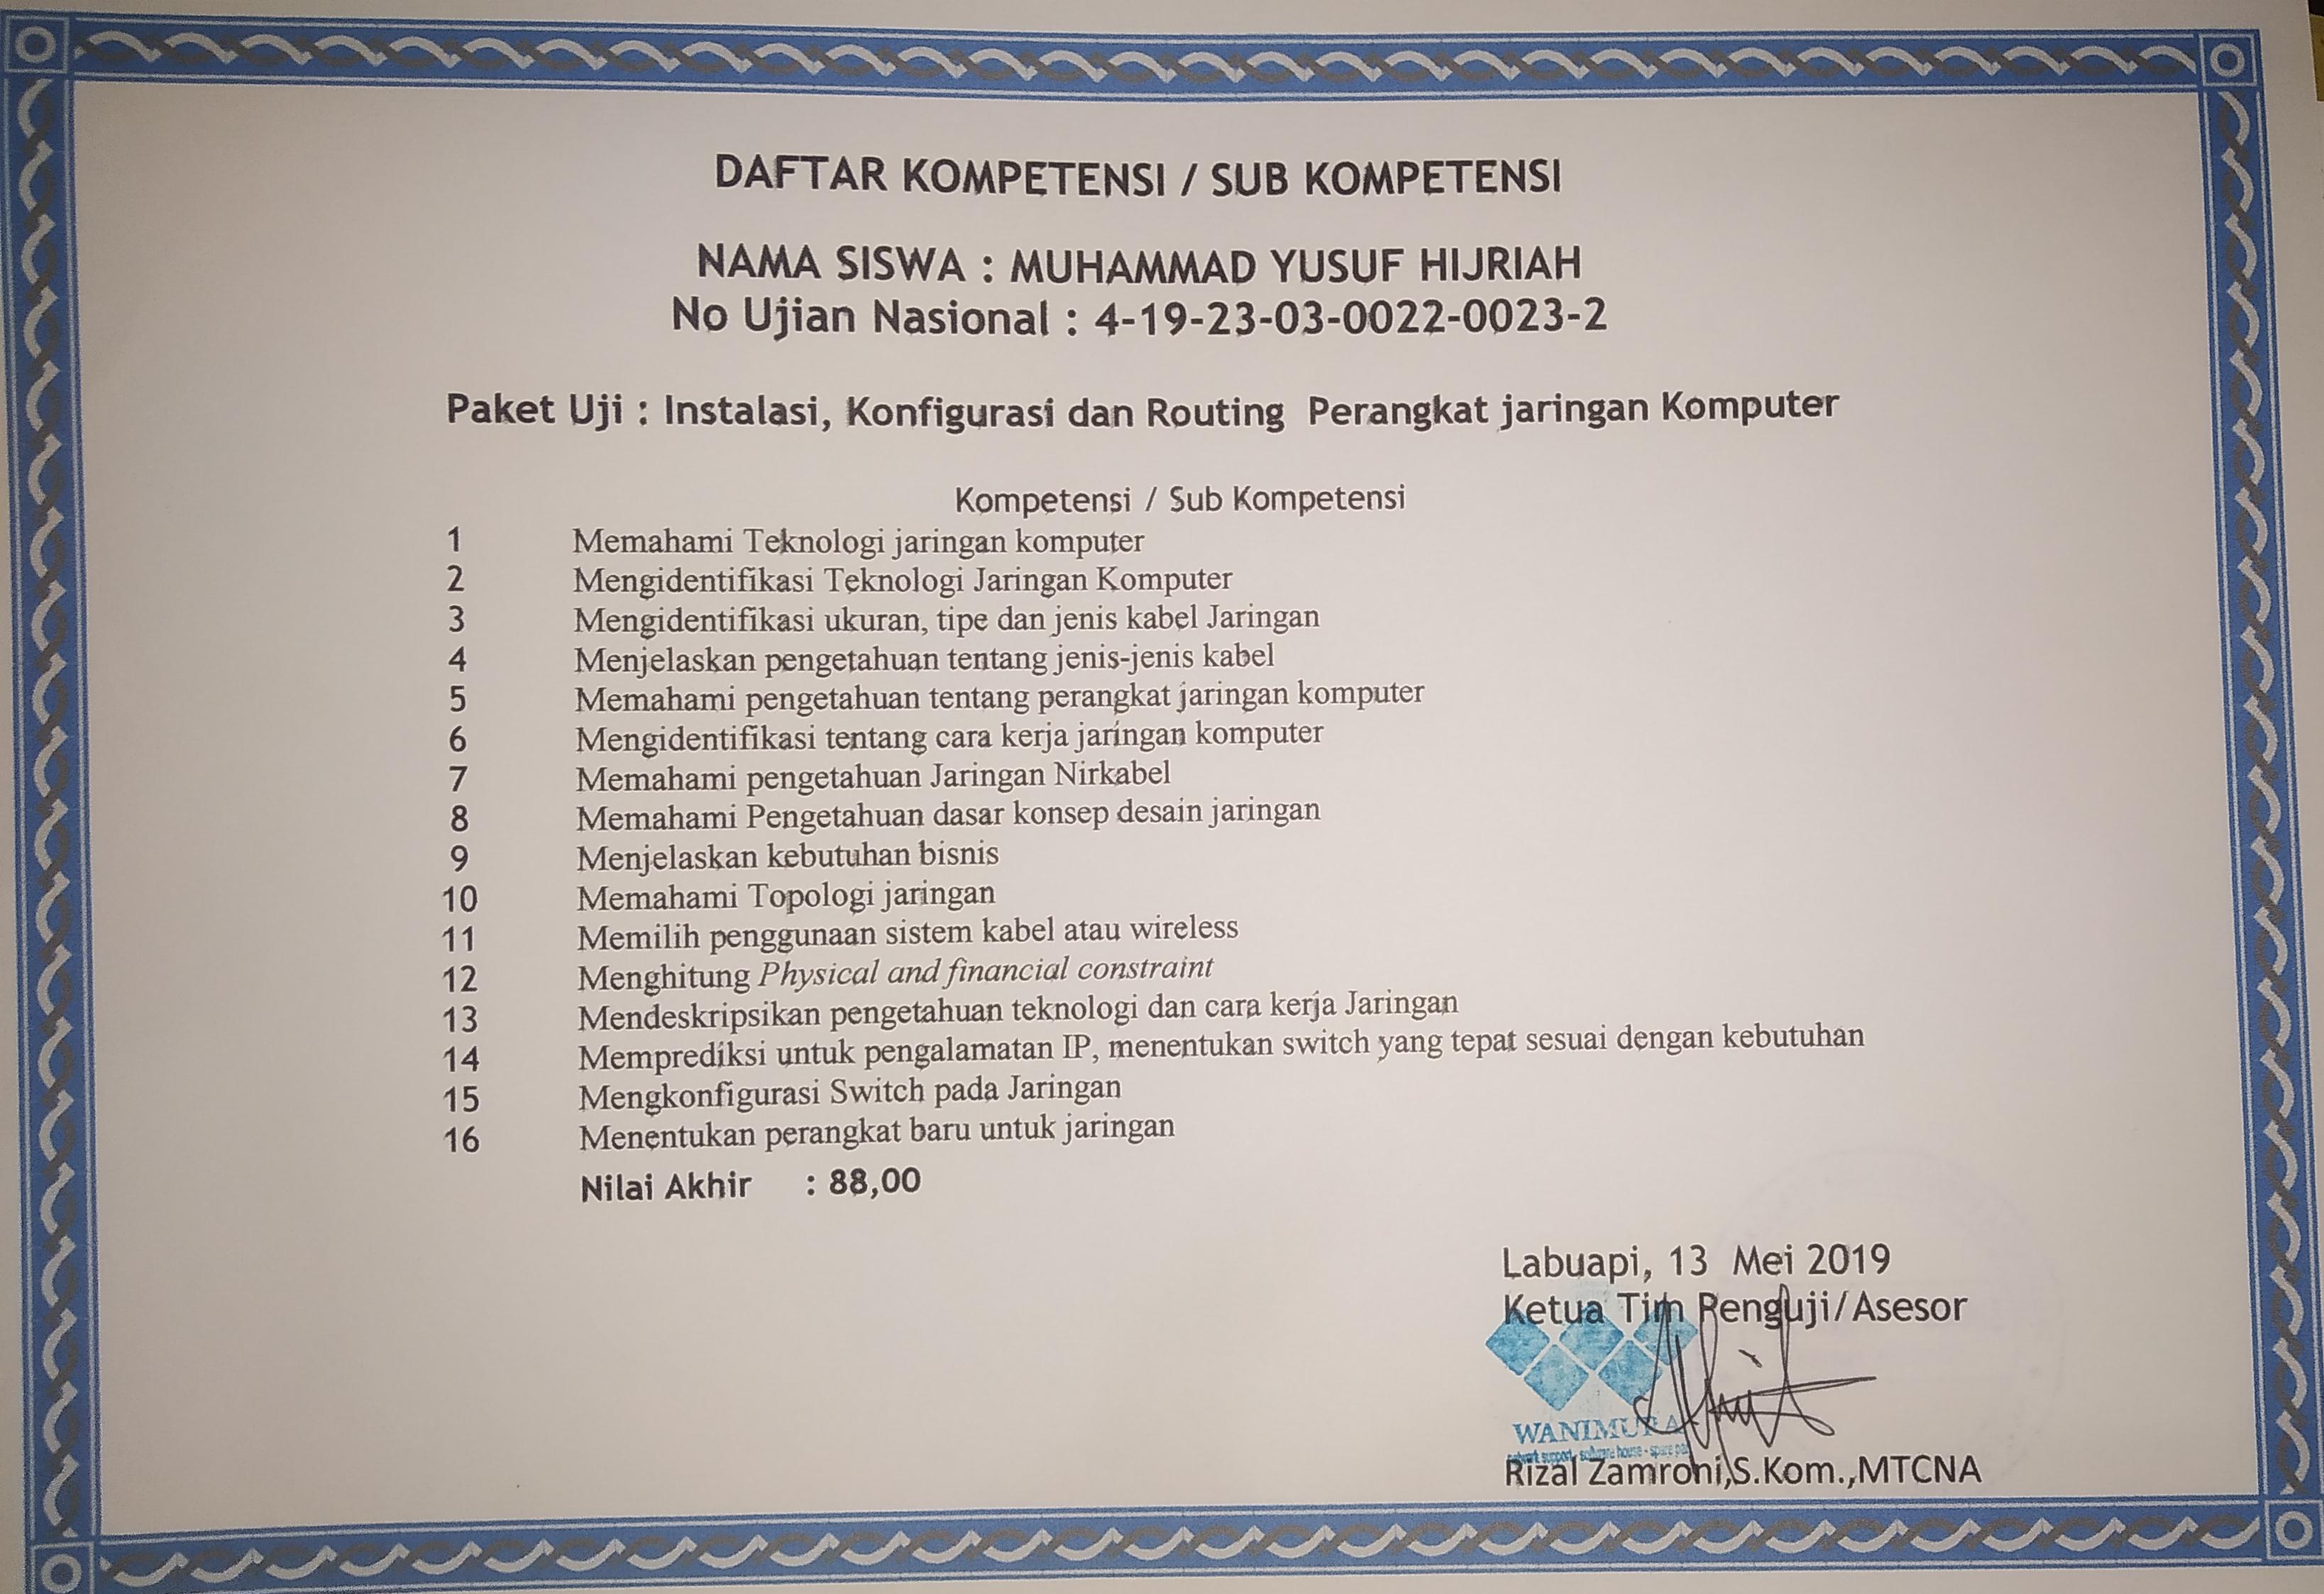 DAFTAR KOMPETENSI / SUB KOMPETENSI
NAMA SISWA : MUHAMMAD YUSUF HIJRIAH
No Ujian Nasional : 4-19-23-03-0022-0023-2
Paket Uji : Instalasi, Konfigurasi dan Routing Perangkat jaringan Komputer
Kompetensi / Sub Kompetensi
1 Memahami Teknologi jaringan komputer
2 Mengidentifikasi Teknologi Jaringan Komputer
3 Mengidentifikasi ukuran, tipe dan jenis kabel Jaringan
4 Menjelaskan pengetahuan tentang jenis-jenis kabel
5 Memahami pengetahuan tentang perangkat jaringan komputer
6 Mengidentifikasi tentang cara kerja jaringan komputer
7 Memahami pengetahuan Jaringan Nirkabel
8 Memahami Pengetahuan dasar konsep desain jaringan
9 Menjelaskan kebutuhan bisnis
10 Memahami Topologi jaringan
11 Memilih penggunaan sistem kabel atau wireless
12 Menghitung Physical and financial constraint
13 Mendeskripsikan pengetahuan teknologi dan cara kerja Jaringan
14 Memprediksi untuk pengalamatan IP, menentukan switch yang tepat sesuai dengan kebutuhan
15 Mengkonfigurasi Switch pada Jaringan
16 Menentukan perangkat baru untuk jaringan
Nilai Akhir : 88,00
Labuapi, 13 Mei 2019
Ketua Tim Penguji/Asesor
support - software house - spare
Rizal Zamroni,S.Kom.,MTCNA